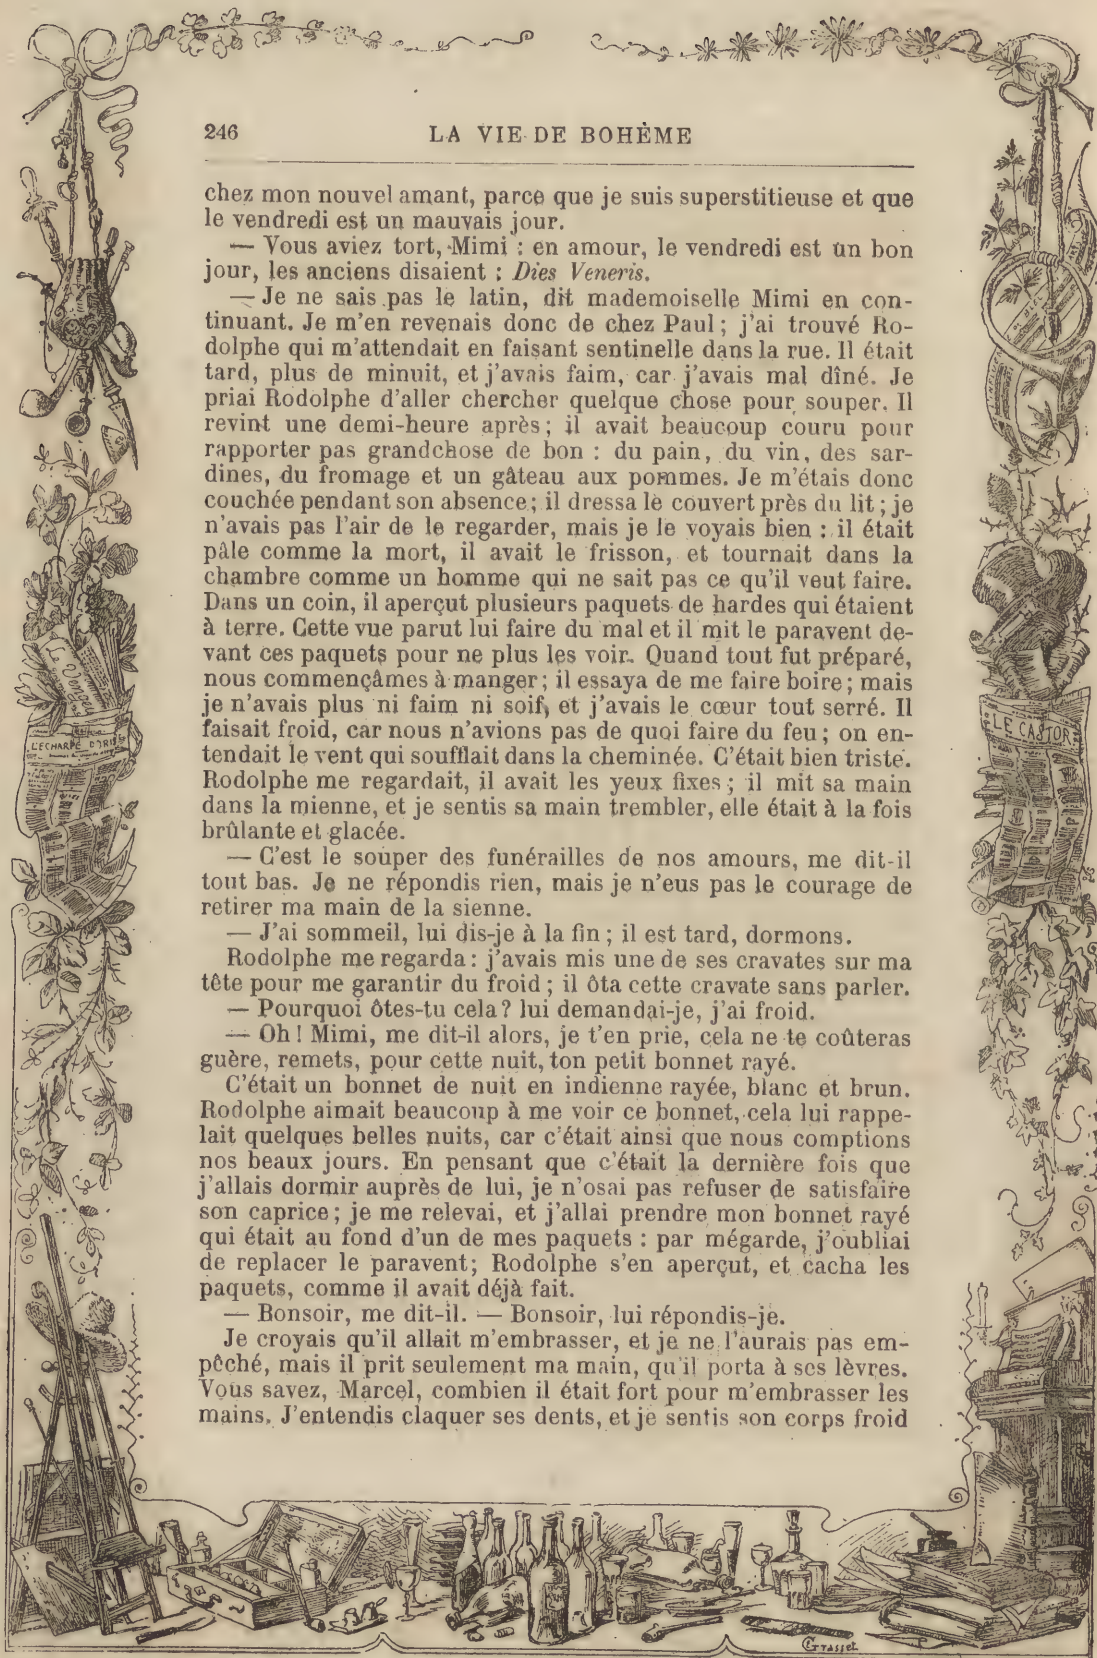 246 LA VIE DE BOHÈME
chez mon nouvel amant, parce que je suis superstitieuse et que
le vendredi est un mauvais jour.
— Vous aviez tort, Mimi : en amour, le vendredi est un bon
jour, les anciens disaient : Dies Veneris.
— Je ne sais pas le latin, dit mademoiselle Mimi en con-
tinuant. Je m'en revenais donc de chez Paul ; j'ai trouvé Ro-
dolphe qui m'attendait en faisant sentinelle dans la rue. Il était
tard, plus de minuit, et j'avais faim, car j'avais mal dîné. Je
priai Rodolphe d'aller chercher quelque chose pour souper. Il
revint une demi-heure après ; il avait beaucoup couru pour
rapporter pas grandchose de bon : du pain, du vin, des sar-
dines, du fromage et un gâteau aux pommes. Je m'étais donc
couchée pendant son absence ; il dressa le couvert près du lit ; je
n'avais pas l'air de le regarder, mais je le voyais bien : il était
pâle comme la mort, il avait le frisson, et tournait dans la
chambre comme un homme qui ne sait pas ce qu'il veut faire.
Dans un coin, il aperçut plusieurs paquets de hardes qui étaient
à terre. Cette vue parut lui faire du mal et il mit le paravent de-
vant ces paquets pour ne plus les voir. Quand tout fut préparé,
nous commençâmes à manger ; il essaya de me faire boire ; mais
je n'avais plus ni faim ni soif, et j'avais le cœur tout serré. Il
faisait froid, car nous n'avions pas de quoi faire du feu ; on en-
tendait le vent qui soufflait dans la cheminée. C'était bien triste.
Rodolphe me regardait, il avait les yeux fixes ; il mit sa main
dans la mienne, et je sentis sa main trembler, elle était à la fois
brûlante et glacée.
— C'est le souper des funérailles de nos amours, me dit-il
tout bas. Je ne répondis rien, mais je n'eus pas le courage de
retirer ma main de la sienne.
— J'ai sommeil, lui dis-je à la fin ; il est tard, dormons.
Rodolphe me regarda : j'avais mis une de ses cravates sur ma
tête pour me garantir du froid ; il ôta cette cravate sans parler.
— Pourquoi ôtes-tu cela ? lui demandai-je, j'ai froid.
— Oh ! Mimi, me dit-il alors, je t'en prie, cela ne te coûteras
guère, remets, pour cette nuit, ton petit bonnet rayé.
C'était un bonnet de nuit en indienne rayée, blanc et brun.
Rodolphe aimait beaucoup à me voir ce bonnet, cela lui rappe-
lait quelques belles nuits, car c'était ainsi que nous comptions
nos beaux jours. En pensant que c'était la dernière fois que
j'allais dormir auprès de lui, je n'osai pas refuser de satisfaire
son caprice ; je me relevai, et j'allai prendre mon bonnet rayé
qui était au fond d'un de mes paquets : par mégarde, j'oubliai
de replacer le paravent ; Rodolphe s'en aperçut, et cacha les
paquets, comme il avait déjà fait.
— Bonsoir, me dit-il. — Bonsoir, lui répondis-je.
Je croyais qu'il allait m'embrasser, et je ne l'aurais pas em-
pêché, mais il prit seulement ma main, qu'il porta à ses lèvres.
Vous savez, Marcel, combien il était fort pour m'embrasser les
mains. J'entendis claquer ses dents, et je sentis son corps froid
Le Vengeur
L'ECHARPE D'IRIS
LE CASTOR
Grasset